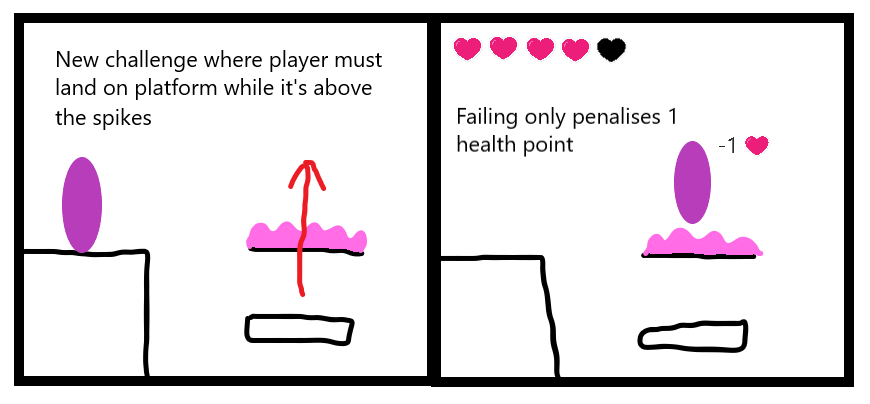 New challenge where player must
land on platform while it's above
the spikes
Failing only penalises 1
health point
-1